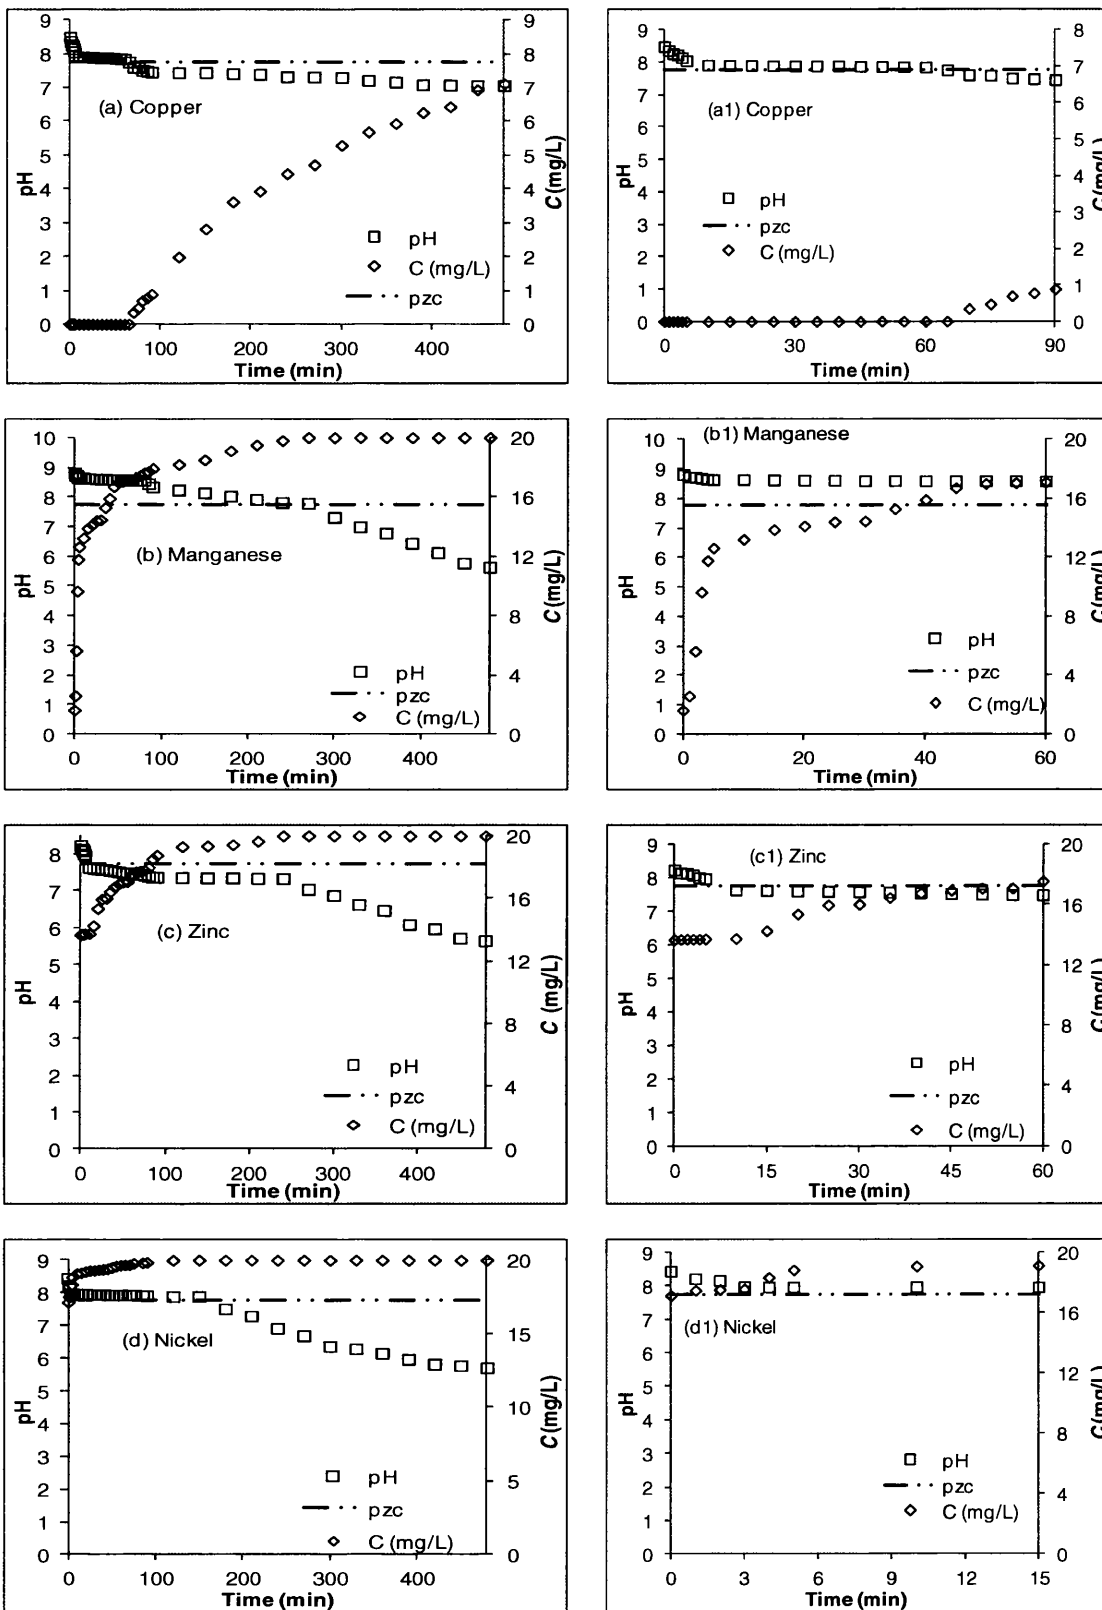 9 9 9 8
8 8 8 7
7 7 7 6
6 6 6 5
5 5 5 4
4 4 4 3
3 3 3 2
2 2 2 1
1 1 1
0 0 0 0
pH
C (mg/L)
(a) Copper
pH
C (mg/L)
pzc
0 100 200 300 400
Time (min)
pH
C (mg/L)
(a1) Copper
pH
pzc
C (mg/L)
0 30 60 90
Time (min)
10 20 10 20
9 9
8 16 8 16
7 7
6 12 6 12
5 5
4 8 4 8
3 3
2 4 2 4
1 1
0 0 0 0
pH
C (mg/L)
(b) Manganese
pH
pzc
C (mg/L)
0 100 200 300 400
Time (min)
pH
C (mg/L)
(b1) Manganese
pH
pzc
C (mg/L)
0 20 40 60
Time (min)
8 20 9 20
7 16 8 16
6 12 7 12
5 8 6 8
4 4 5 4
3 0 4 0
2 3
1 2
0 1
0
pH
C (mg/L)
(c) Zinc
pH
pzc
C (mg/L)
0 100 200 300 400
Time (min)
pH
C (mg/L)
(c1) Zinc
pH
pzc
C (mg/L)
0 15 30 45 60
Time (min)
9 20 9 20
8 15 8 16
7 10 7 12
6 5 6 8
5 0 5 4
4 4 0
3 3
2 2
1 1
0 0
pH
C (mg/L)
(d) Nickel
pH
pzc
C (mg/L)
0 100 200 300 400
Time (min)
pH
C (mg/L)
(d1) Nickel
pH
pzc
C (mg/L)
0 3 6 9 12 15
Time (min)